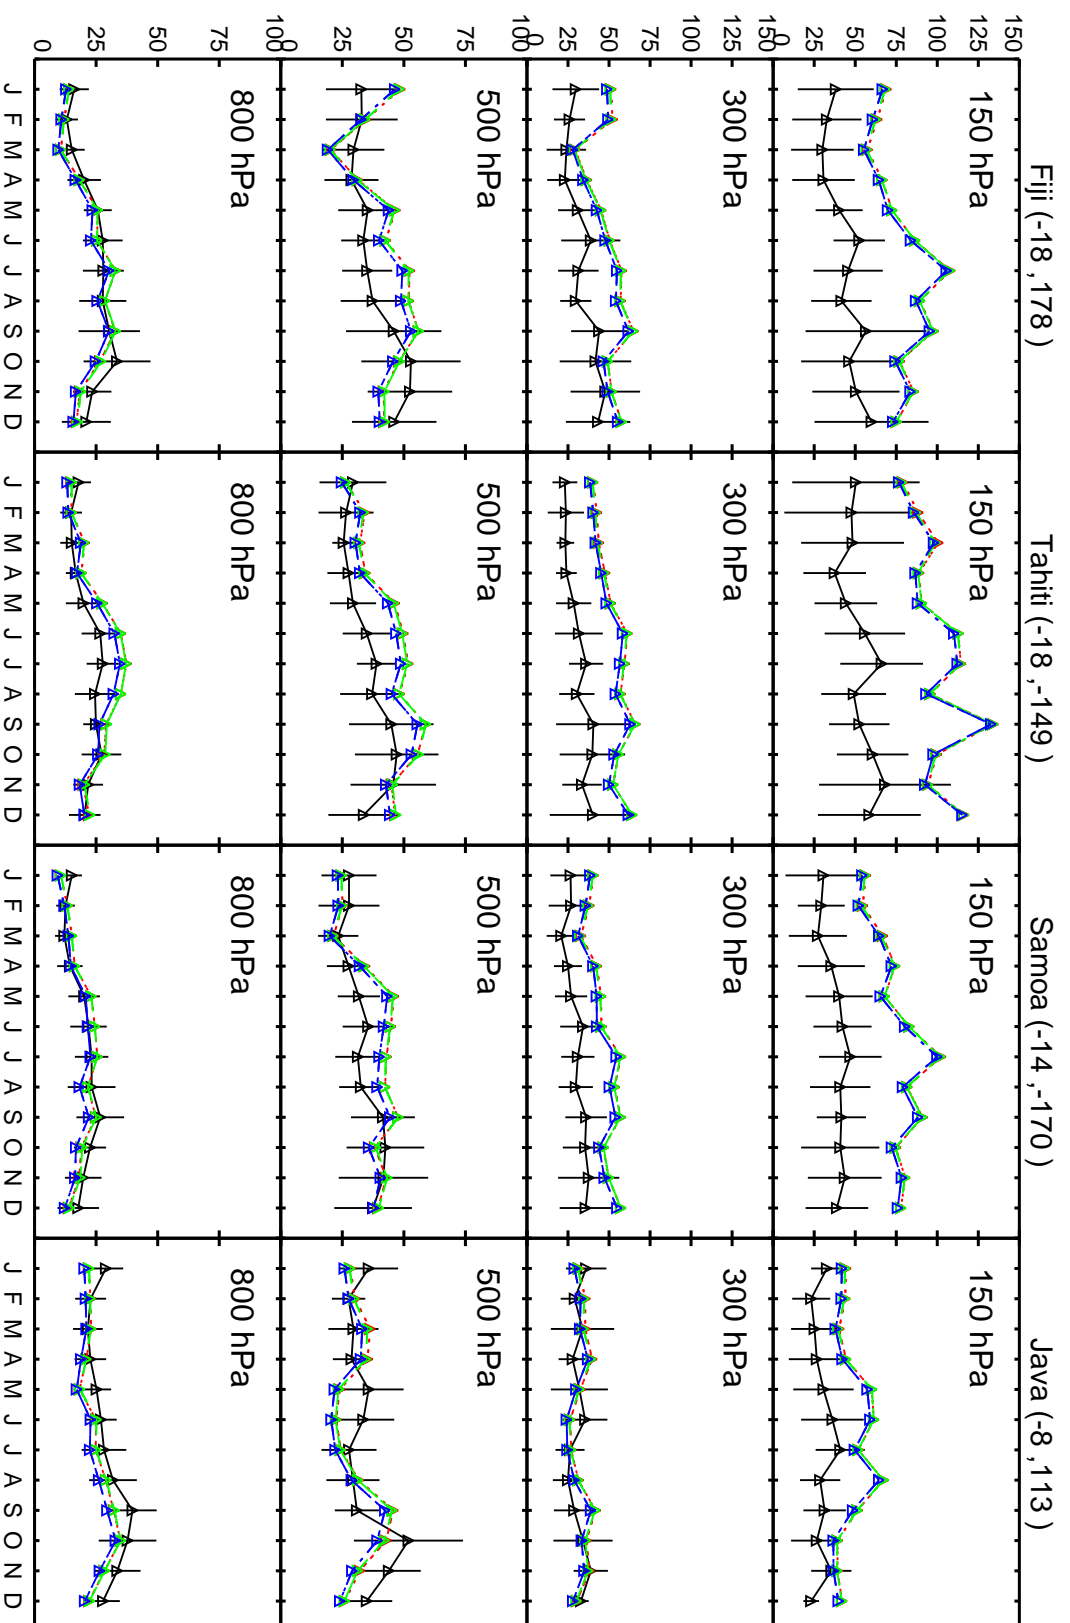 Fiji (-18 ,178 )
Tahiti (-18 ,-149 )
Samoa (-14 ,-170 )
Java (-8 ,113 )
150
125
100
75
50
25
0
150 hPa
150 hPa
150 hPa
150 hPa
150
125
100
75
50
25
0
300 hPa
300 hPa
300 hPa
300 hPa
100
75
50
25
0
500 hPa
500 hPa
500 hPa
500 hPa
100
75
50
25
0
800 hPa
800 hPa
800 hPa
800 hPa
J F M A M J J A S O N D
J F M A M J J A S O N D
J F M A M J J A S O N D
J F M A M J J A S O N D